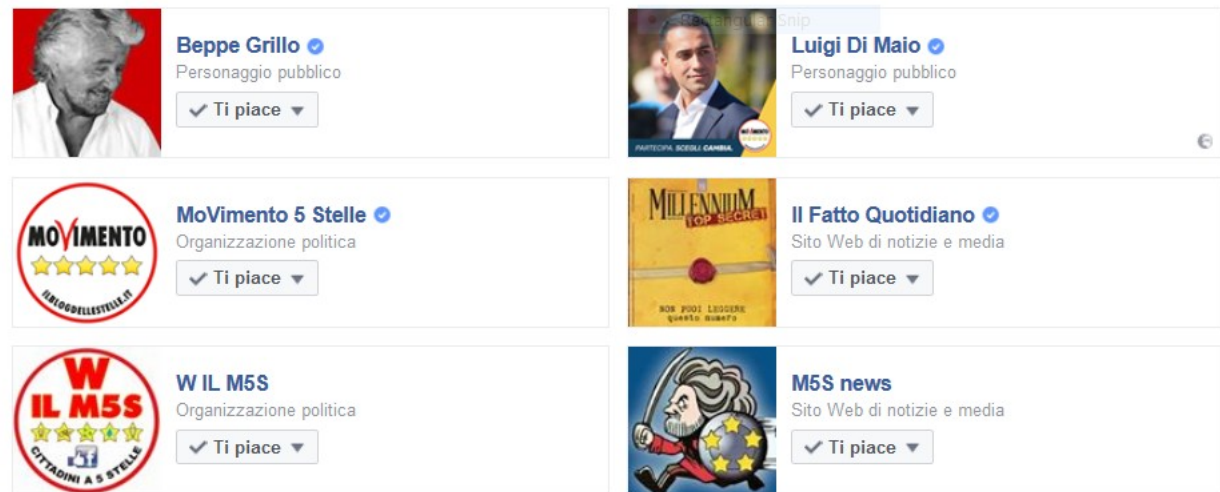 Rectangular Snip
Beppe Grillo
Personaggio pubblico
Ti piace
PARTECIPA. SCEGLI. CAMBIA.
MOVIMENTO
Luigi Di Maio
Personaggio pubblico
Ti piace
MOVIMENTO
ILBLOGDELLESTELLE.IT
MoVimento 5 Stelle
Organizzazione politica
Ti piace
MILLENNIUM
TOP SECRET
NON PUOI LEGGERE
questo numero
Il Fatto Quotidiano
Sito Web di notizie e media
Ti piace
W
IL M5S
CITTADINI A 5 STELLE
W IL M5S
Organizzazione politica
Ti piace
M5S news
Sito Web di notizie e media
Ti piace